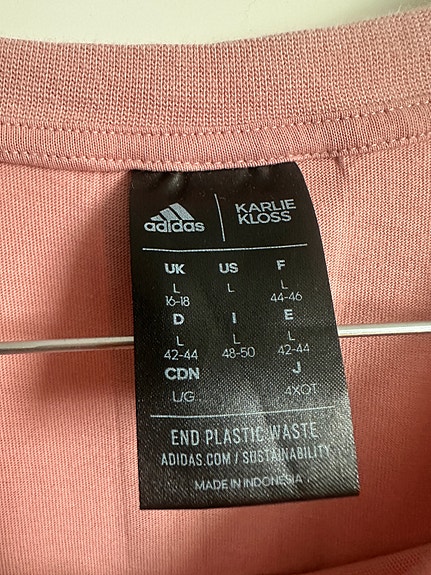 adidas
KARLIE
KLOSS
UK US F
L L L
16-18 44-46
D I E
L L L
42-44 48-50 42-44
CDN J
L/G 4XOT
END PLASTIC WASTE
ADIDAS.COM / SUSTAINABILITY
MADE IN INDONESIA